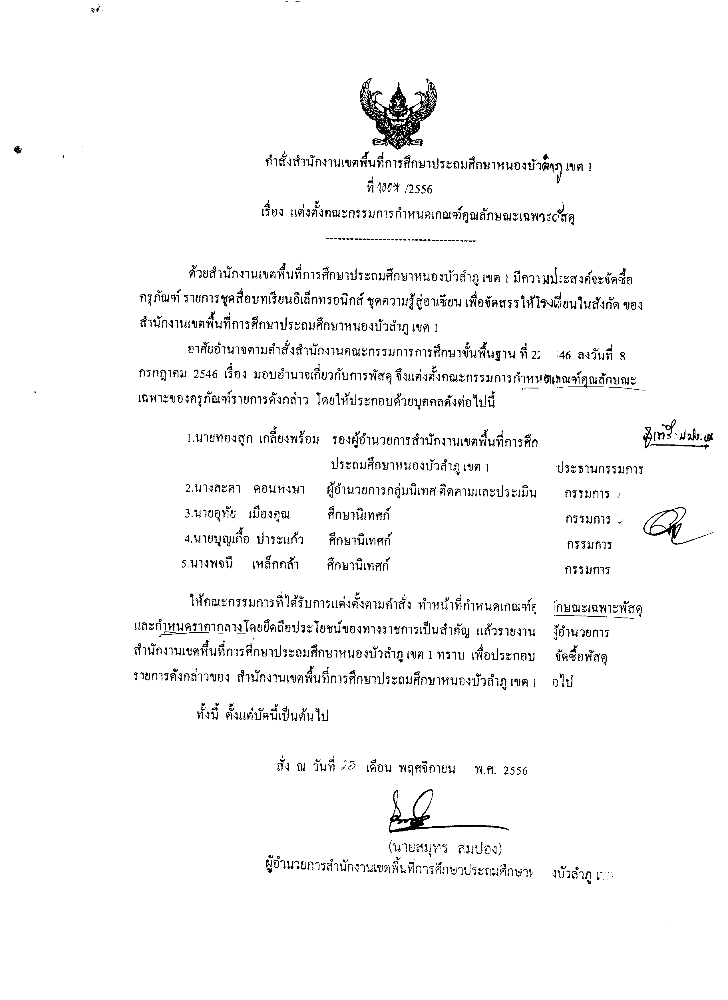 คำสั่งสำนักงานเขตพื้นที่การศึกษาประถมศึกษาหนองบัวลำภู เขต 1
ที่ /2556
เรื่อง แต่งตั้งคณะกรรมการกำหนดเกณฑ์คุณลักษณะเฉพาะวัสดุ
ด้วยสำนักงานเขตพื้นที่การศึกษาประถมศึกษาหนองบัวลำภู เขต 1 มีความประสงค์จะจัดซื้อ
ครุภัณฑ์ รายการชุดสื่อบทเรียนอิเล็กทรอนิกส์ ชุดความรู้สู่อาเซียน เพื่อจัดสรรให้โรงเรียนในสังกัด ของ
สำนักงานเขตพื้นที่การศึกษาประถมศึกษาหนองบัวลำภู เขต 1
อาศัยอำนาจตามคำสั่งสำนักงานคณะกรรมการการศึกษาขั้นพื้นฐาน ที่ 46 ลงวันที่ 8
กรกฎาคม 2546 เรื่อง มอบอำนาจเกี่ยวกับการพัสดุ จึงแต่งตั้งคณะกรรมการกำหนดเกณฑ์คุณลักษณะ
เฉพาะของครุภัณฑ์รายการดังกล่าว โดยให้ประกอบด้วยบุคคลดังต่อไปนี้
1.นายทองสุก เกลี้ยงพร้อม รองผู้อำนวยการสำนักงานเขตพื้นที่การศึก
ประถมศึกษาหนองบัวลำภู เขต 1 ประธานกรรมการ
2.นางละดา ดอนหงษา ผู้อำนวยการกลุ่มนิเทศ ติดตามและประเมิน กรรมการ
3.นายอุทัย เมืองคุณ ศึกษานิเทศก์ กรรมการ
4.นายบุญเกื้อ ปาระแก้ว ศึกษานิเทศก์ กรรมการ
5.นางพจนี เหล็กกล้า ศึกษานิเทศก์ กรรมการ
ให้คณะกรรมการที่ได้รับการแต่งตั้งตามคำสั่ง ทำหน้าที่กำหนดเกณฑ์ ักษณะเฉพาะพัสดุ
และกำหนดราคากลางโดยยึดถือประโยชน์ของทางราชการเป็นสำคัญ แล้วรายงาน ผู้อำนวยการ
สำนักงานเขตพื้นที่การศึกษาประถมศึกษาหนองบัวลำภู เขต 1 ทราบ เพื่อประกอบ จัดซื้อพัสดุ
รายการดังกล่าวของ สำนักงานเขตพื้นที่การศึกษาประถมศึกษาหนองบัวลำภู เขต 1 อไป
ทั้งนี้ ตั้งแต่บัดนี้เป็นต้นไป
สั่ง ณ วันที่ 25 เดือน พฤศจิกายน พ.ศ. 2556
(นายสมุทร สมปอง)
ผู้อำนวยการสำนักงานเขตพื้นที่การศึกษาประถมศึกษา งบัวลำภู